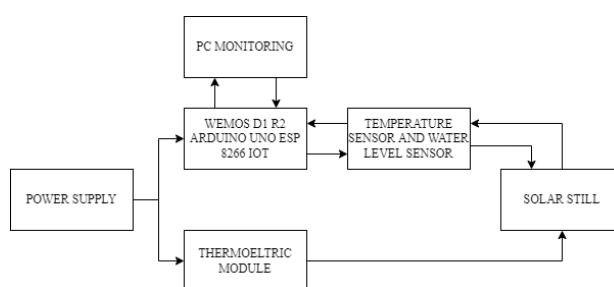 PC MONITORING
WEMOS D1 R2
ARDUINO UNO ESP
8266 IOT
TEMPERATURE
SENSOR AND WATER
LEVEL SENSOR
POWER SUPPLY
SOLAR STILL
THERMOELTRIC
MODULE